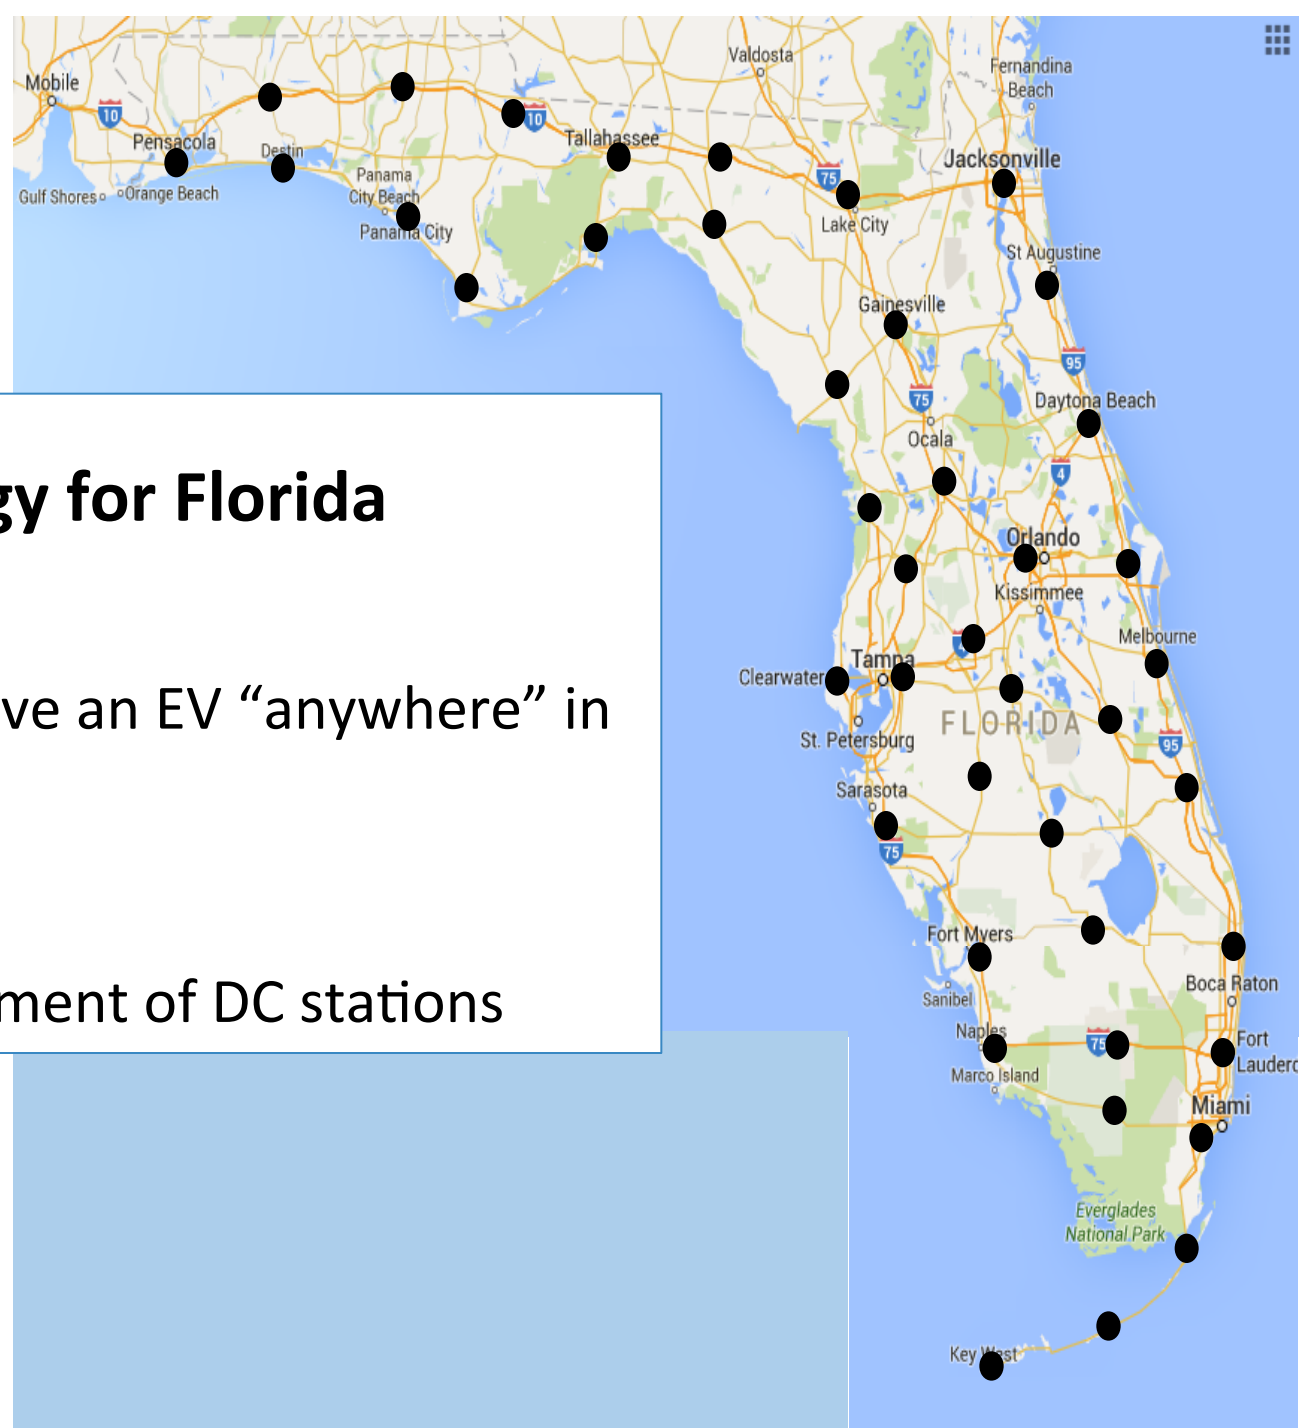 Valdosta
Fernandina
Beach
Mobile
10
10
Pensacola
Destin
Tallahassee
Jacksonville
75
Panama
City Beach
Gulf Shores
Orange Beach
Panama City
Lake City
St Augustine
Gainesville
95
75
Daytona Beach
Ocala
4
gy for Florida
Orlando
Kissimmee
Melbourne
4
Tampa
Clearwater
ve an EV “anywhere” in
FLORIDA
St. Petersburg
95
Sarasota
75
Fort Myers
Boca Raton
Sanibel
ment of DC stations
Naples
75
Fort
Lauderd
Marco Island
Miami
Everglades
National Park
Key West